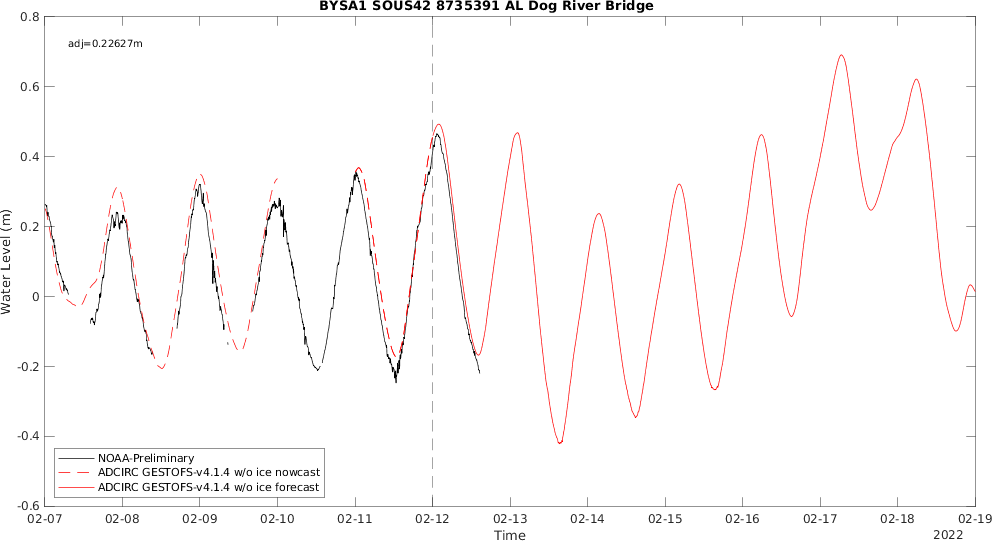 BYSA1 SOUS42 8735391 AL Dog River Bridge
adj=0.22627m
0.8
0.6
0.4
0.2
0
-0.2
-0.4
-0.6
Water Level (m)
NOAA-Preliminary
ADCIRC GESTOFS-v4.1.4 w/o ice nowcast
ADCIRC GESTOFS-v4.1.4 w/o ice forecast
02-07 02-08 02-09 02-10 02-11 02-12 02-13 02-14 02-15 02-16 02-17 02-18 02-19
Time
2022